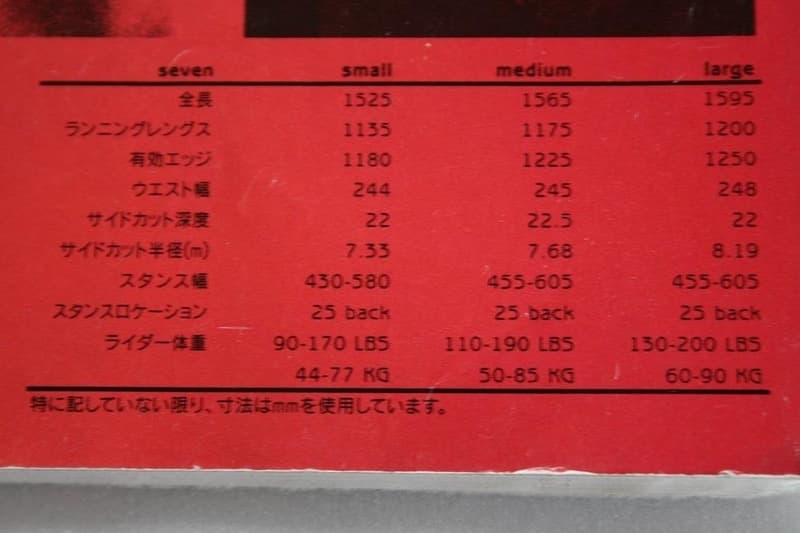 seven small medium large
全長 1525 1565 1595
ランニングレングス 1135 1175 1200
有効エッジ 1180 1225 1250
ウエスト幅 244 245 248
サイドカット深度 22 22.5 22
サイドカット半径(m) 7.33 7.68 8.19
スタンス幅 430-580 455-605 455-605
スタンスロケーション 25 back 25 back 25 back
ライダー体重 90-170 LBS 110-190 LBS 130-200 LBS
44-77 KG 50-85 KG 60-90 KG
特に記していない限り、寸法はmmを使用しています。